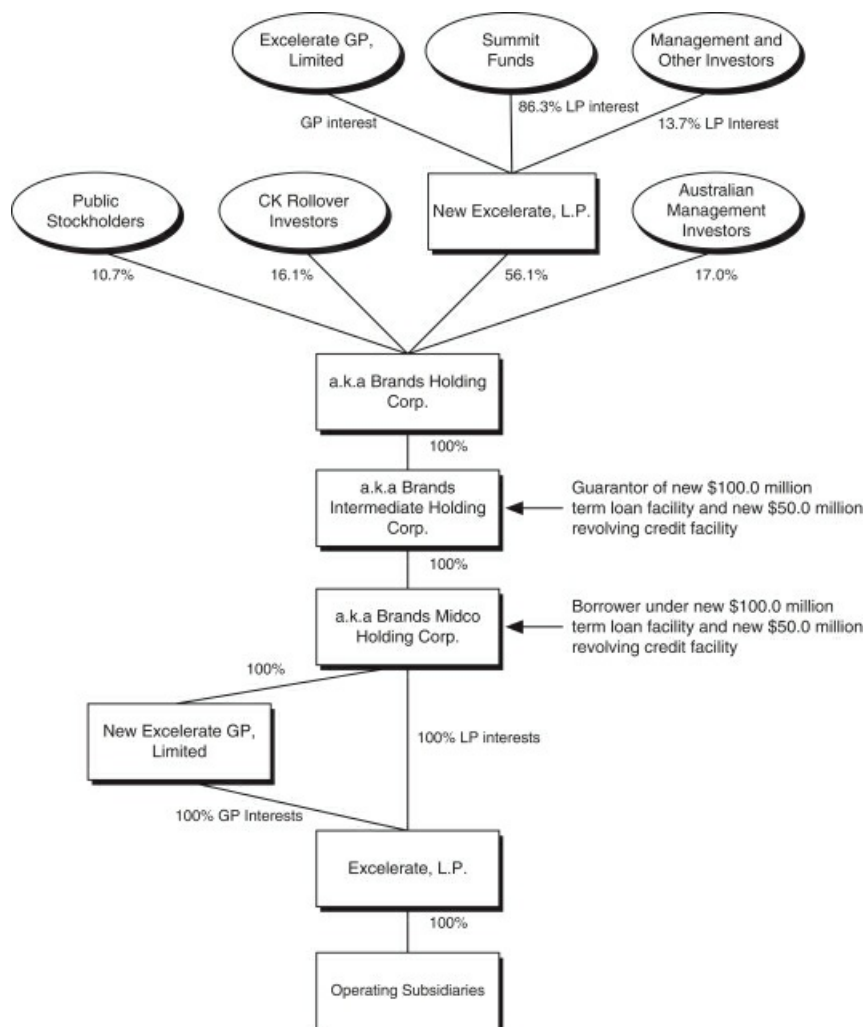 Excelerate GP,
Limited
Summit
Funds
Management and
Other Investors
GP interest
86.3% LP interest
13.7% LP Interest
Public
Stockholders
CK Rollover
Investors
New Excelerate, L.P.
Australian
Management
Investors
10.7%
16.1%
56.1%
17.0%
a.k.a Brands Holding
Corp.
100%
a.k.a Brands
Intermediate Holding
Corp.
Guarantor of new $100.0 million
term loan facility and new $50.0 million
revolving credit facility
100%
a.k.a Brands Midco
Holding Corp.
Borrower under new $100.0 million
term loan facility and new $50.0 million
revolving credit facility
100%
New Excelerate GP,
Limited
100% LP interests
100% GP Interests
Excelerate, L.P.
100%
Operating Subsidiaries